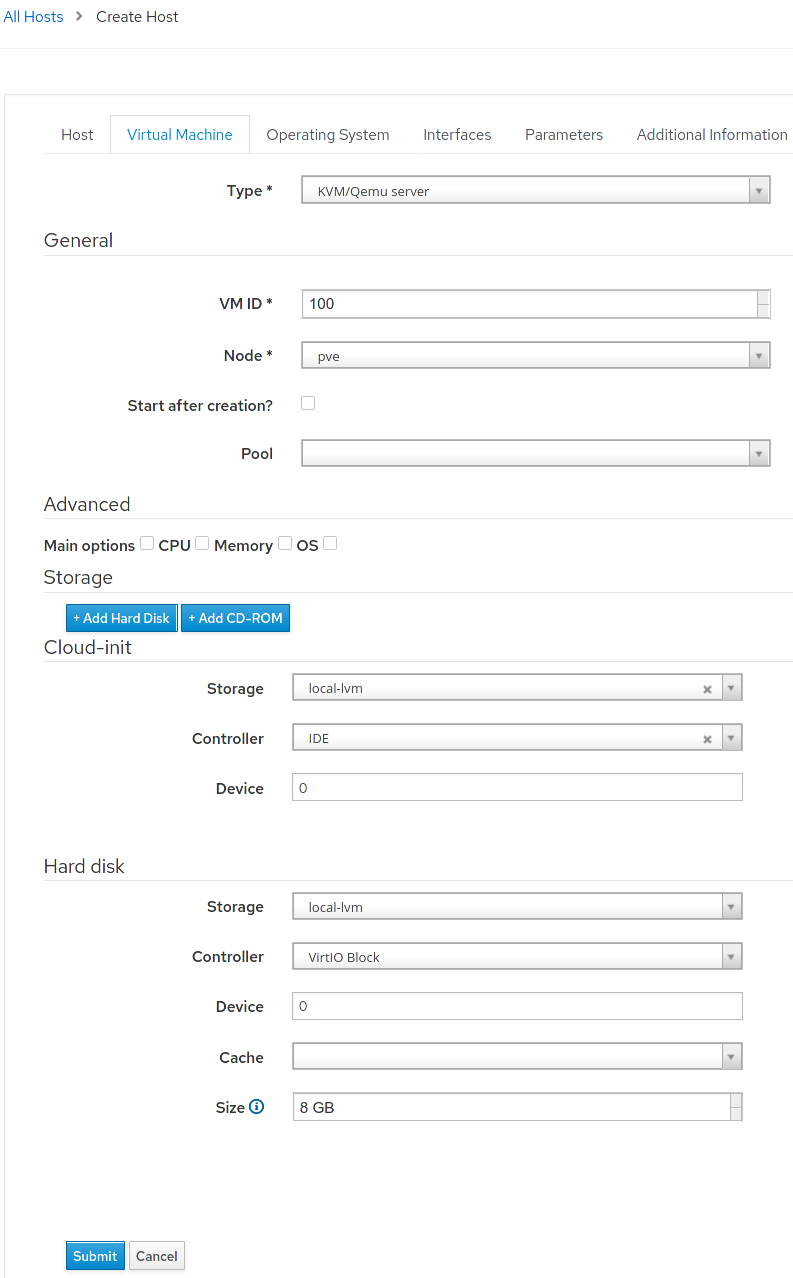 All Hosts > Create Host
Host Virtual Machine Operating System Interfaces Parameters Additional Information
Type * KVM/Qemu server
General
VM ID * 100
Node * pve
Start after creation?
Pool
Advanced
Main options CPU Memory OS
Storage
+ Add Hard Disk + Add CD-ROM
Cloud-init
Storage local-lvm
Controller IDE
Device 0
Hard disk
Storage local-lvm
Controller VirtIO Block
Device 0
Cache
Size 8 GB
Submit Cancel